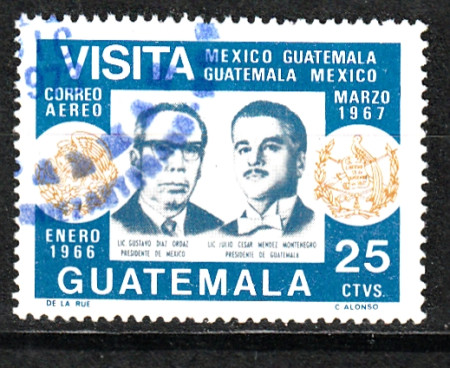 VISITA
MEXICO GUATEMALA
GUATEMALA MEXICO
CORREO
AEREO
MARZO
1967
LIC GUSTAVO DIAZ ORDAZ
PRESIDENTE DE MEXICO
LIC JULIO CESAR MENDEZ MONTENEGRO
PRESIDENTE DE GUATEMALA
ENERO
1966
25
CTVS.
GUATEMALA
DE LA RUE
C. ALONSO